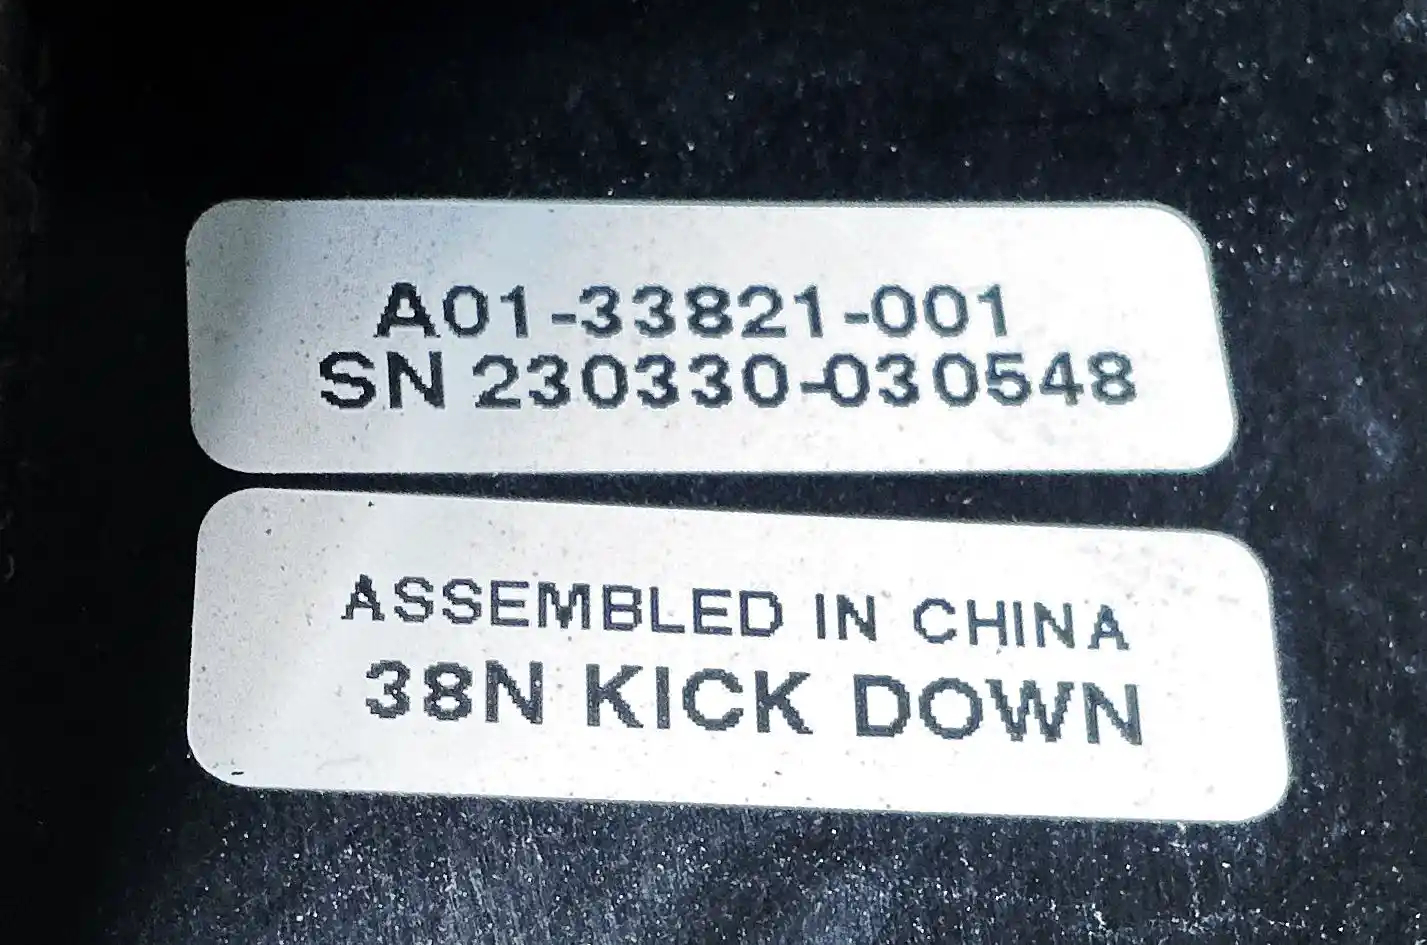 A01-33821-001
SN 230330-030548
ASSEMBLED IN CHINA
38N KICK DOWN